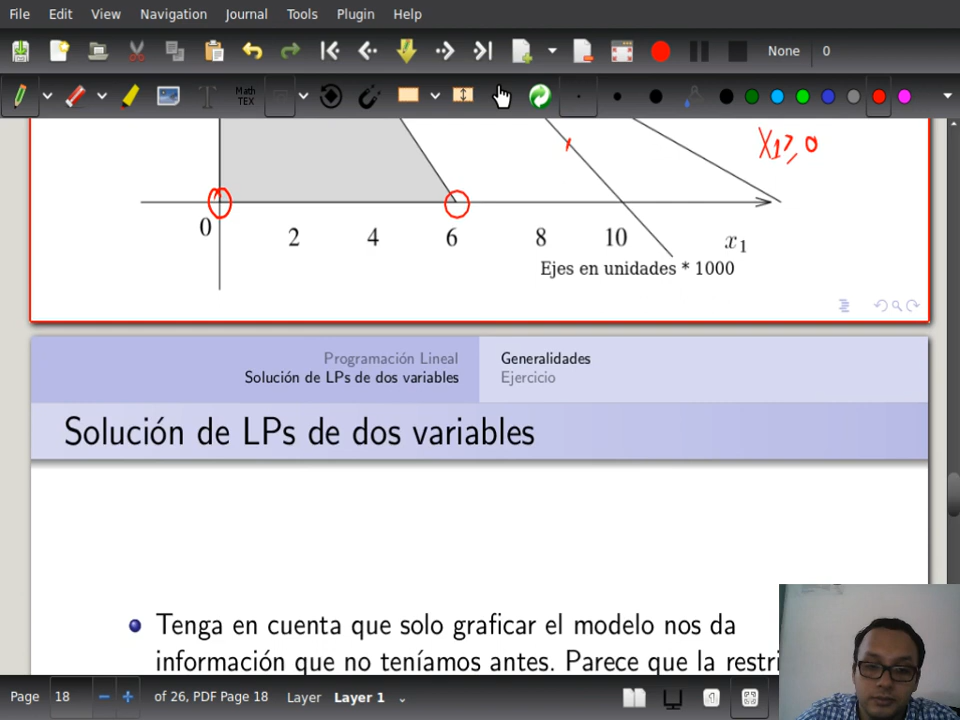 File Edit View Navigation Journal Tools Plugin Help
None 0
Math
TEX
X1≥0
0 2 4 6 8 10 x1
Ejes en unidades * 1000
Programación Lineal
Solución de LPs de dos variables
Generalidades
Ejercicio
Solución de LPs de dos variables
Tenga en cuenta que solo graficar el modelo nos da
información que no teníamos antes. Parece que la restri
Page 18 of 26, PDF Page 18 Layer Layer 1